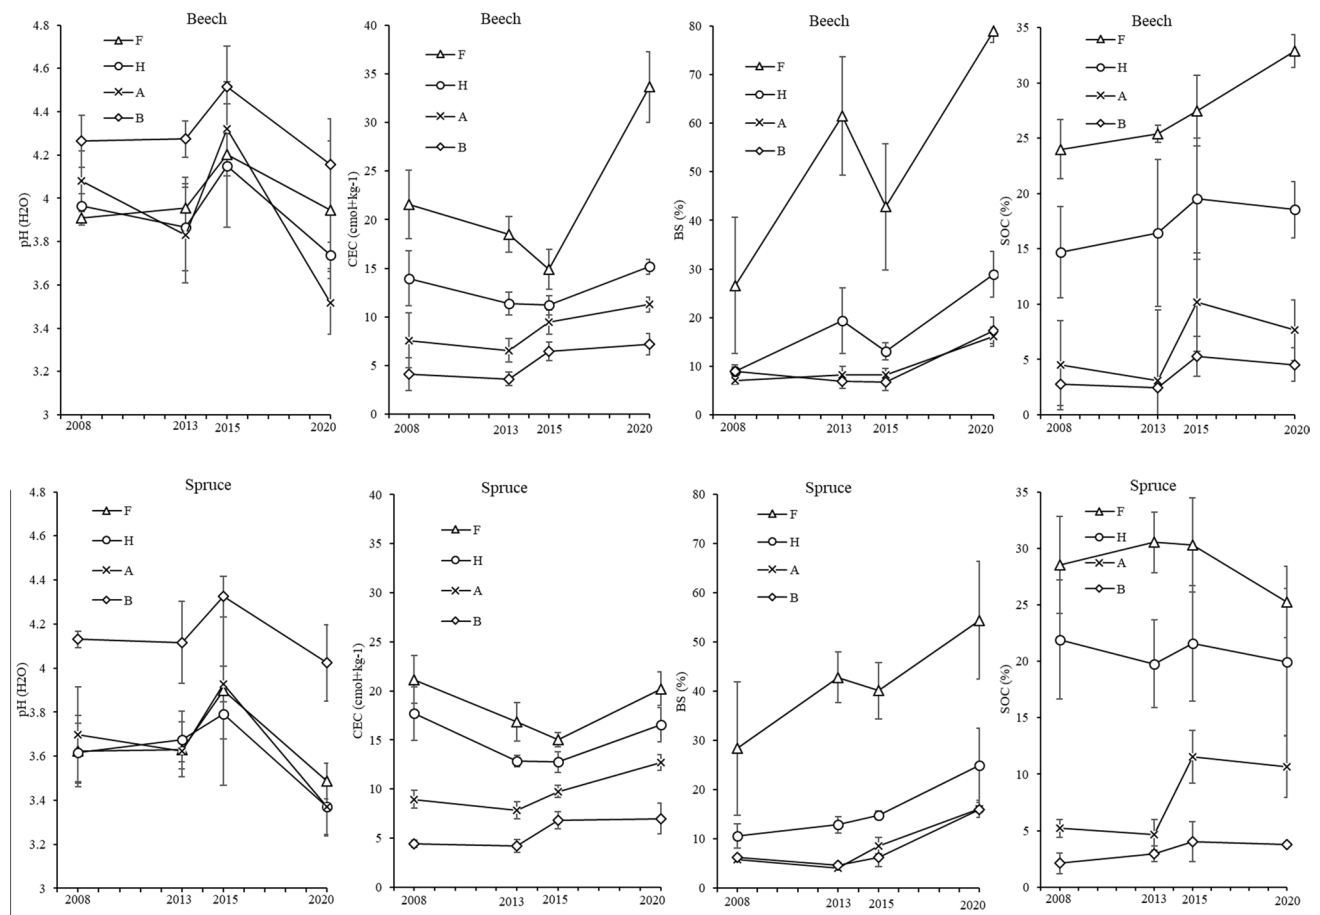 Beech
4.8
4.6
4.4
4.2
4
3.8
3.6
3.4
3.2
3
pH (H2O)
F
H
A
B
2008 2013 2015 2020
Beech
40
35
30
25
20
15
10
5
0
CEC (cmol+kg-1)
F
H
A
B
2008 2013 2015 2020
Beech
80
70
60
50
40
30
20
10
0
BS (%)
F
H
A
B
2008 2013 2015 2020
Beech
35
30
25
20
15
10
5
0
SOC (%)
F
H
A
B
2008 2013 2015 2020
Spruce
4.8
4.6
4.4
4.2
4
3.8
3.6
3.4
3.2
3
pH (H2O)
F
H
A
B
2008 2013 2015 2020
Spruce
40
35
30
25
20
15
10
5
0
CEC (cmol+kg-1)
F
H
A
B
2008 2013 2015 2020
Spruce
80
70
60
50
40
30
20
10
0
BS (%)
F
H
A
B
2008 2013 2015 2020
Spruce
35
30
25
20
15
10
5
0
SOC (%)
F
H
A
B
2008 2013 2015 2020